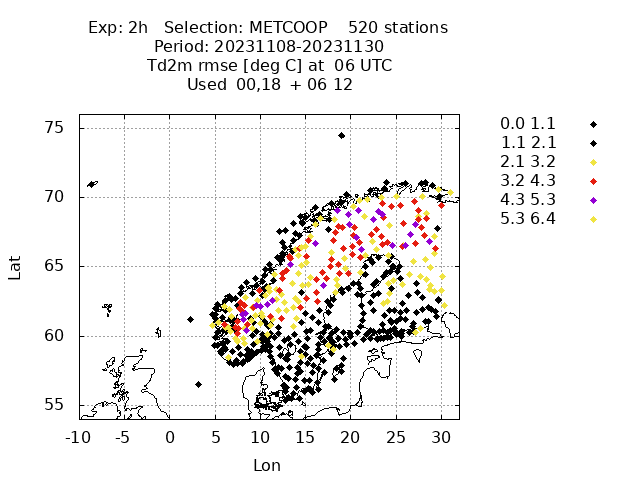 Exp: 2h   Selection: METCOOP    520 stations
Period: 20231108-20231130
Td2m rmse [deg C] at  06 UTC
Used  00,18  + 06 12
0.0 1.1
1.1 2.1
2.1 3.2
3.2 4.3
4.3 5.3
5.3 6.4
75
70
65
60
55
Lat
-10 -5 0 5 10 15 20 25 30
Lon